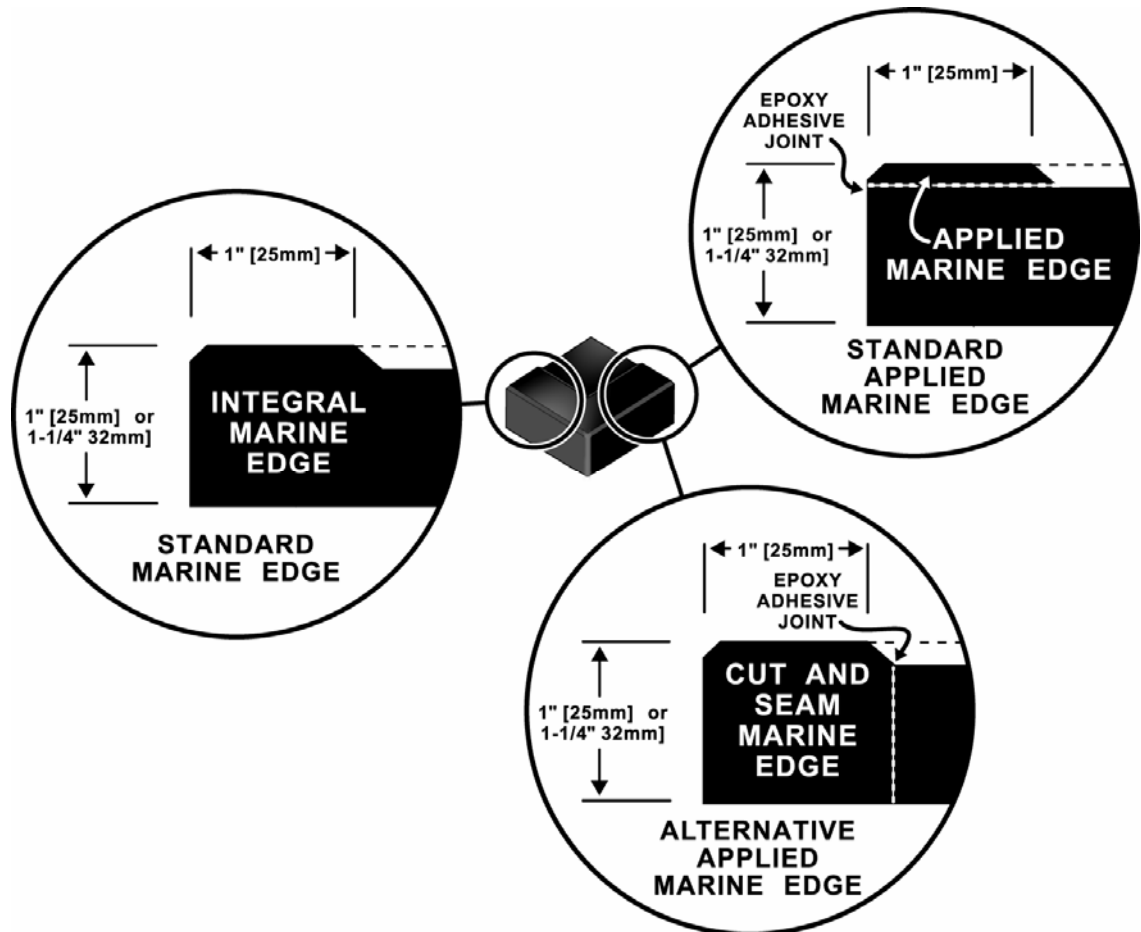 1" [25mm]
EPOXY
ADHESIVE
JOINT
1" [25mm] or
1-1/4" 32mm]
APPLIED
MARINE EDGE
STANDARD
APPLIED
MARINE EDGE
1" [25mm]
1" [25mm] or
1-1/4" 32mm]
INTEGRAL
MARINE
EDGE
STANDARD
MARINE EDGE
1" [25mm]
EPOXY
ADHESIVE
JOINT
1" [25mm] or
1-1/4" 32mm]
CUT AND
SEAM
MARINE
EDGE
ALTERNATIVE
APPLIED
MARINE EDGE